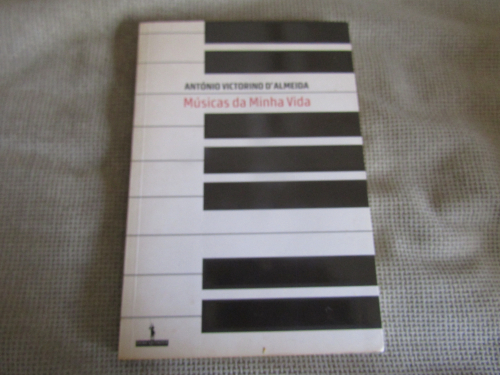 ANTÓNIO VICTORINO D'ALMEIDA
Músicas da Minha Vida